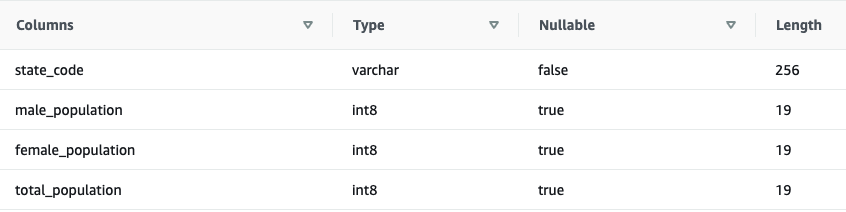 Columns Type Nullable Length
state_code varchar false 256
male_population int8 true 19
female_population int8 true 19
total_population int8 true 19